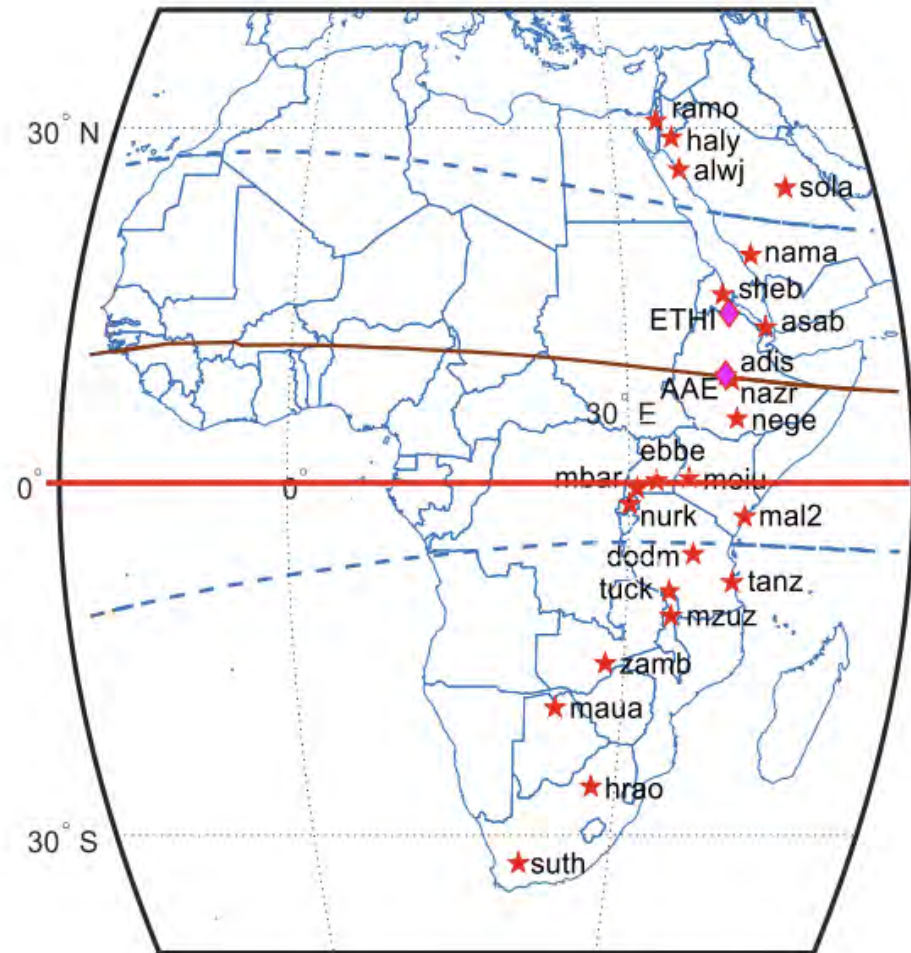 30° N
ramo
haly
alwj
sola
nama
sheb
ETHI
asab
adis
AAE
nazr
nege
30° E
ebbe
mbar
moiu
0°
0°
nurk
mal2
dodm
tuck
tanz
mzuz
zamb
maua
hrao
30° S
suth